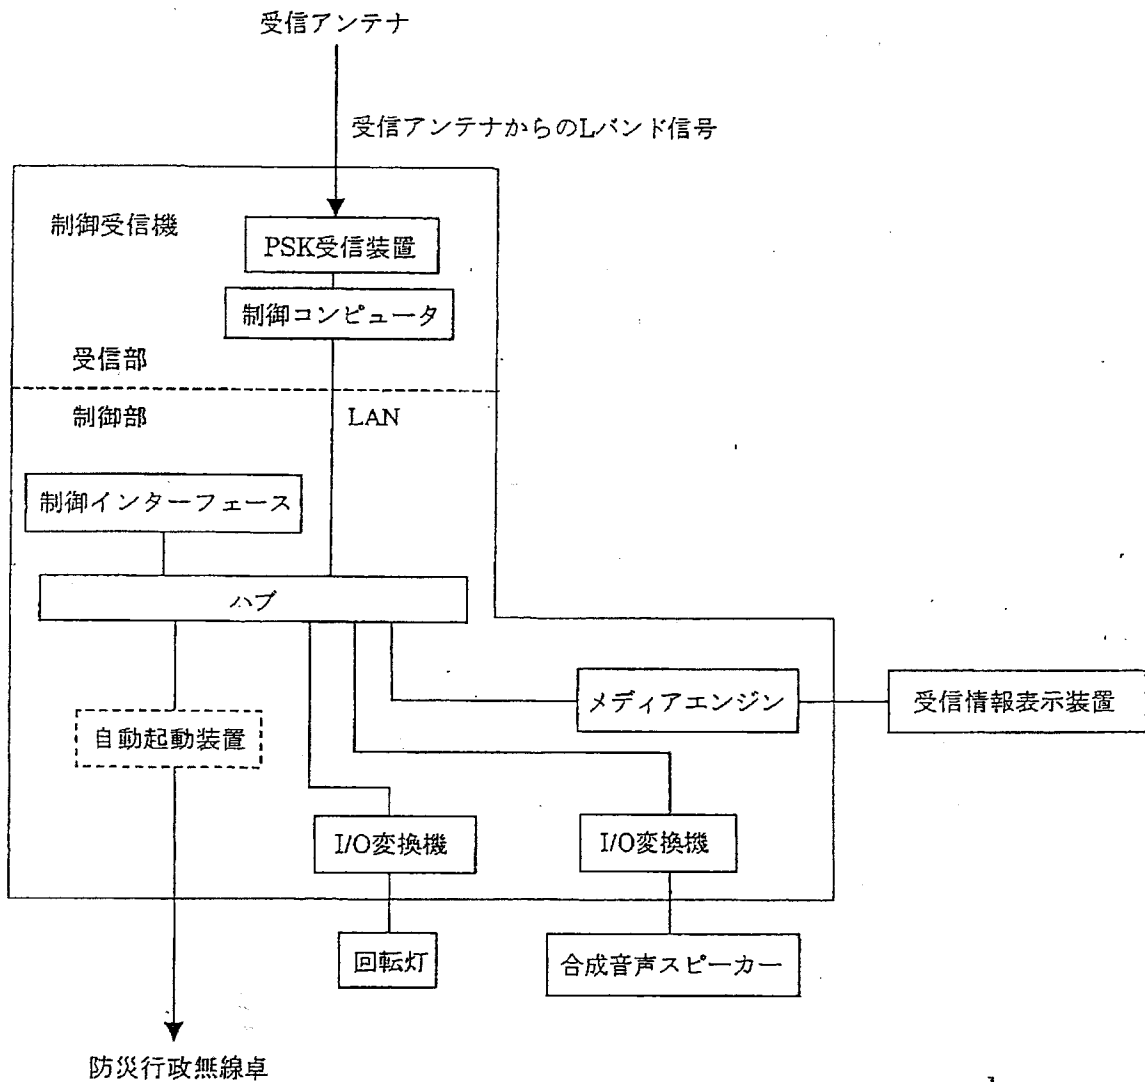 受信アンテナ
受信アンテナからのLバンド信号
制御受信機
PSK受信装置
制御コンピュータ
受信部
制御部
LAN
制御インターフェース
ハブ
メディアエンジン
受信情報表示装置
自動起動装置
I/O変換機
I/O変換機
回転灯
合成音声スピーカー
防災行政無線卓